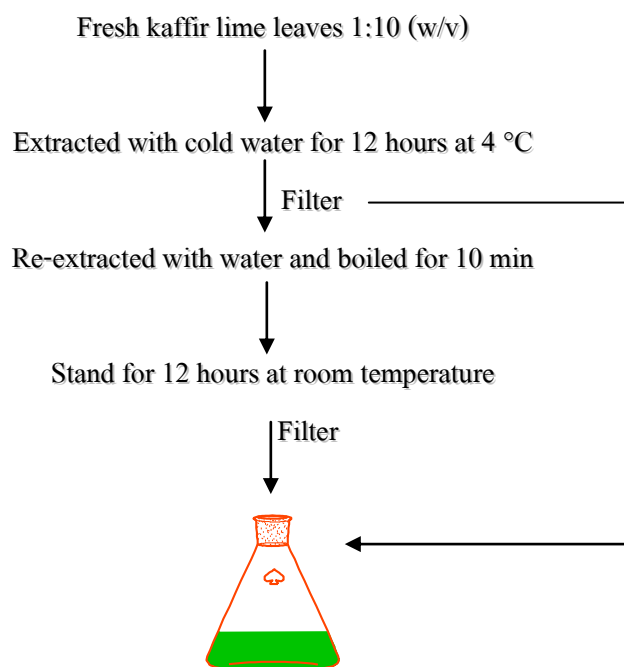 Fresh kaffir lime leaves 1:10 (w/v)
Extracted with cold water for 12 hours at 4 °C
Filter
Re-extracted with water and boiled for 10 min
Stand for 12 hours at room temperature
Filter